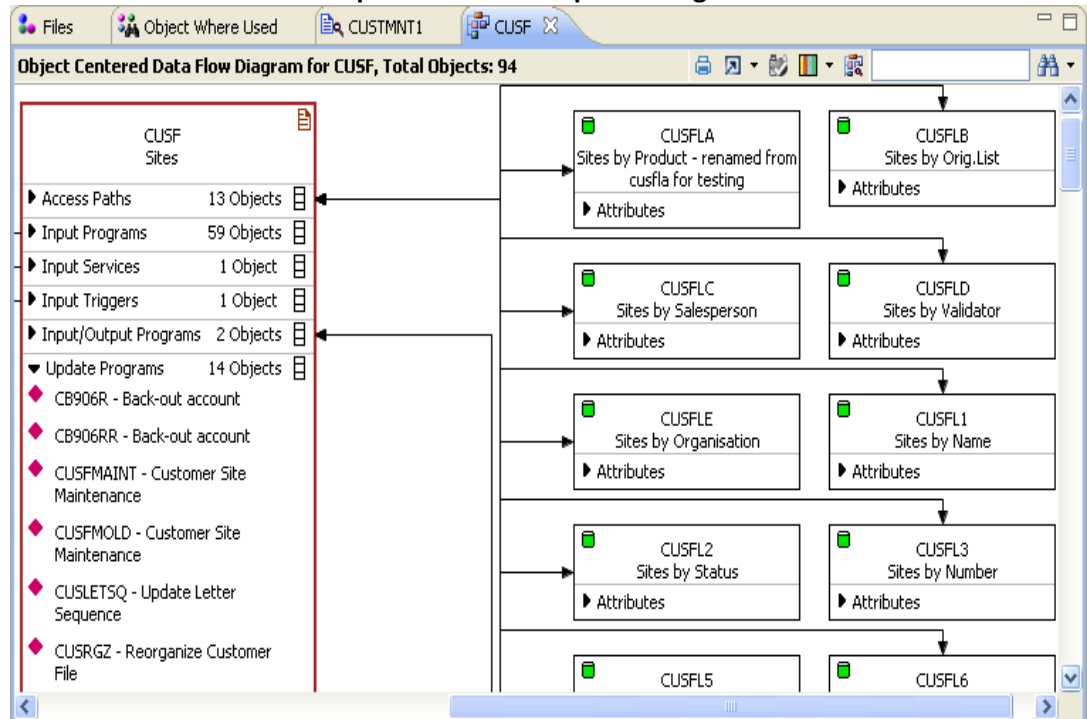 Files
Object Where Used
CUSTMNT1
CUSF
Object Centered Data Flow Diagram for CUSF, Total Objects: 94
CUSF
Sites
Access Paths 13 Objects
Input Programs 59 Objects
Input Services 1 Object
Input Triggers 1 Object
Input/Output Programs 2 Objects
Update Programs 14 Objects
CB906R - Back-out account
CB906RR - Back-out account
CUSFMAINT - Customer Site
Maintenance
CUSFMOLD - Customer Site
Maintenance
CUSLETSQ - Update Letter
Sequence
CUSRGZ - Reorganize Customer
File
CUSFLA
Sites by Product - renamed from
cusfla for testing
Attributes
CUSFLB
Sites by Orig.List
Attributes
CUSFLC
Sites by Salesperson
Attributes
CUSFLD
Sites by Validator
Attributes
CUSFLE
Sites by Organisation
Attributes
CUSFL1
Sites by Name
Attributes
CUSFL2
Sites by Status
Attributes
CUSFL3
Sites by Number
Attributes
CUSFL5
CUSFL6